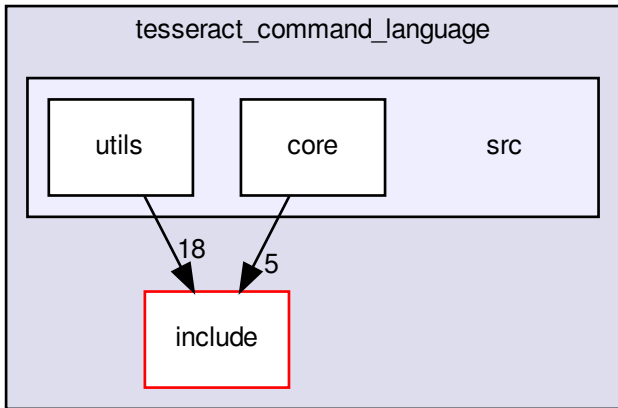 tesseract_command_language
utils
core
src
18
5
include